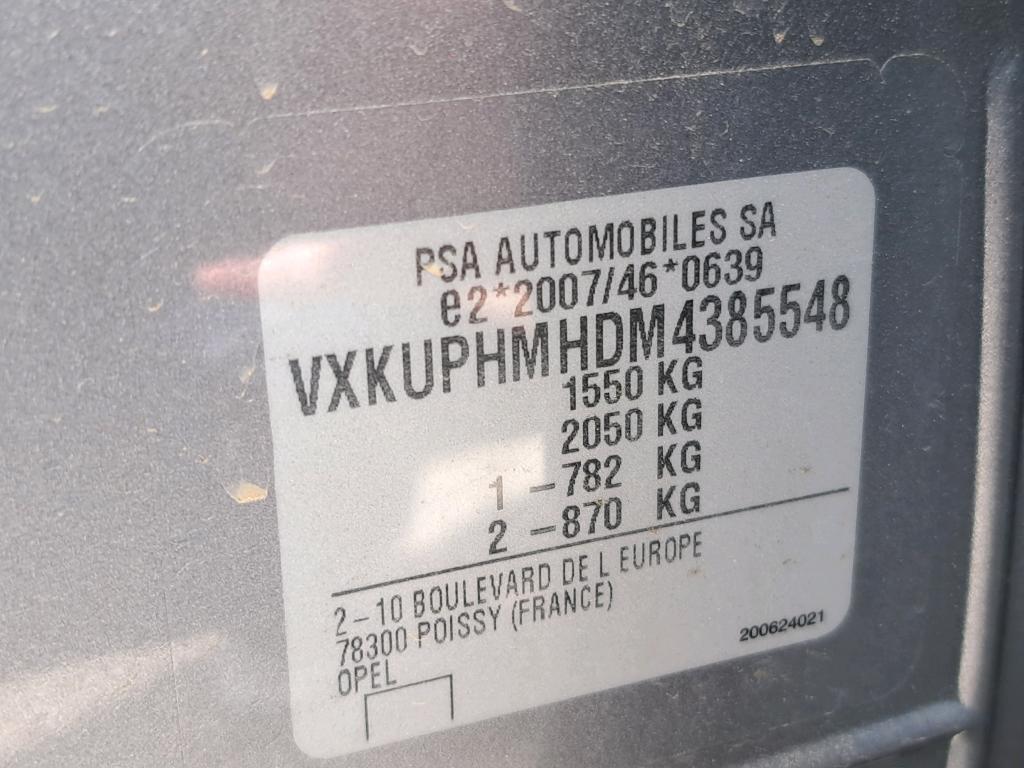 PSA AUTOMOBILES SA
e2*2007/46*0639
VXKUPHMHDM4385548
1550 KG
2050 KG
1 -782 KG
2 -870 KG
2-10 BOULEVARD DE L EUROPE
78300 POISSY (FRANCE)
OPEL
200624021